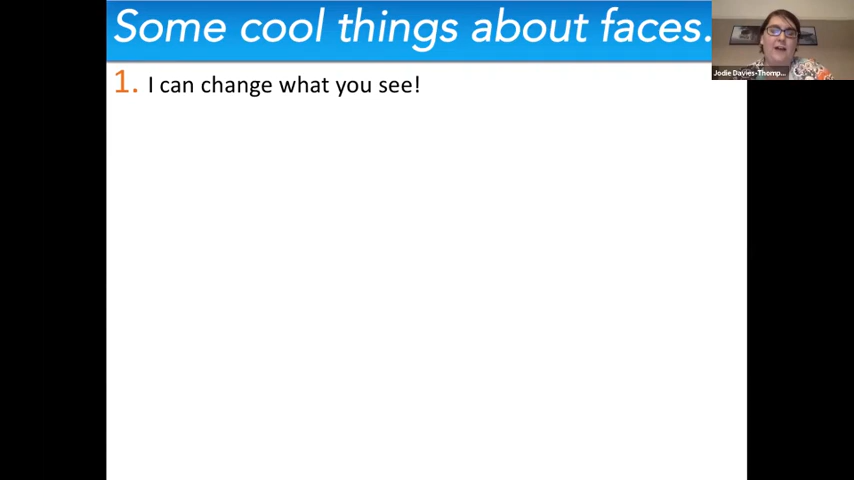 Some cool things about faces.
1. I can change what you see!
Jodie Davies-Thomp...